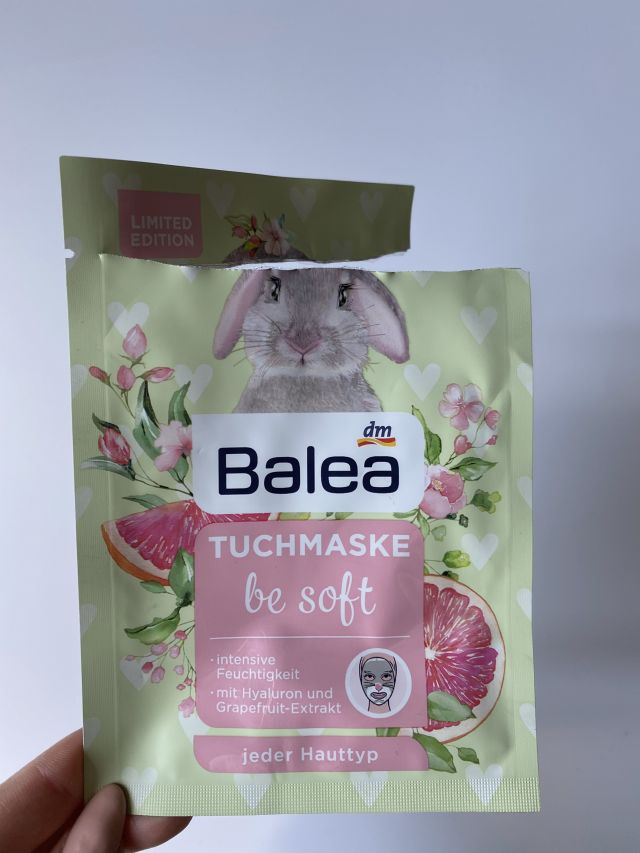 LIMITED
EDITION
dm
Balea
TUCHMASKE
be soft
· intensive
Feuchtigkeit
· mit Hyaluron und
Grapefruit-Extrakt
jeder Hauttyp